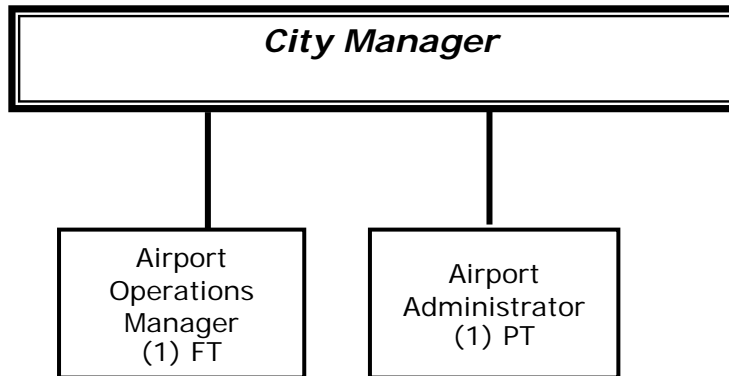 City Manager
Airport
Operations
Manager
(1) FT
Airport
Administrator
(1) PT